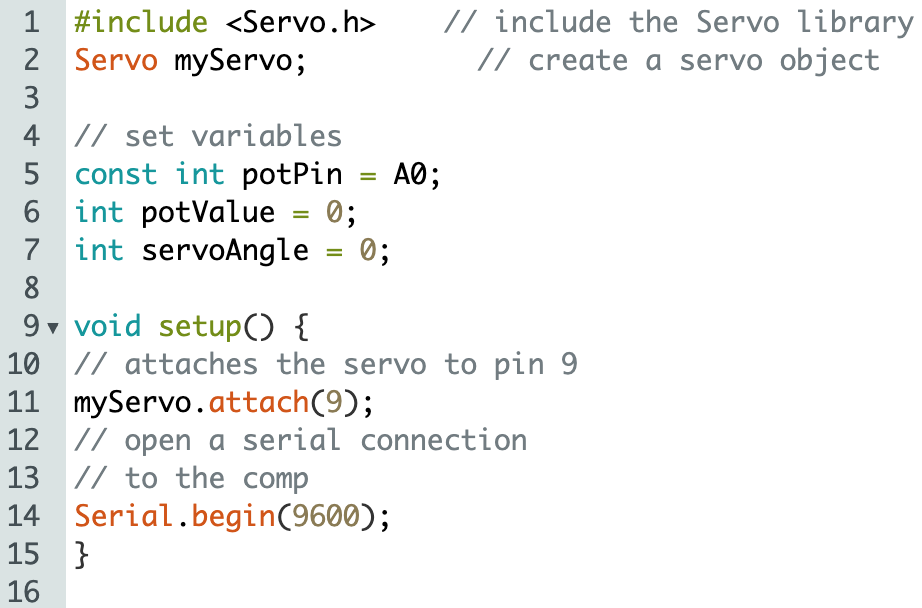 1 #include <Servo.h>    // include the Servo library
2 Servo myServo;          // create a servo object
3
4 // set variables
5 const int potPin = A0;
6 int potValue = 0;
7 int servoAngle = 0;
8
9 ▾ void setup() {
10 // attaches the servo to pin 9
11 myServo.attach(9);
12 // open a serial connection
13 // to the comp
14 Serial.begin(9600);
15 }
16